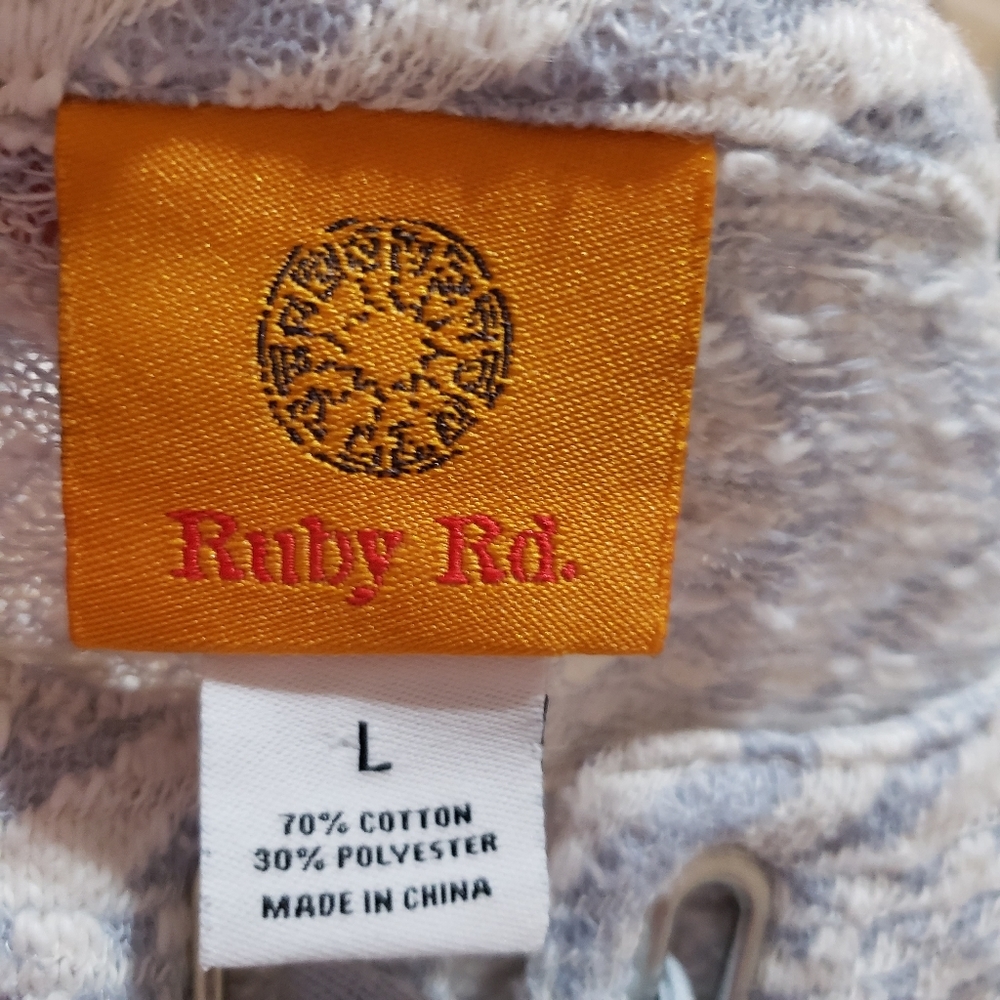 Ruby Rd.
L
70% COTTON
30% POLYESTER
MADE IN CHINA